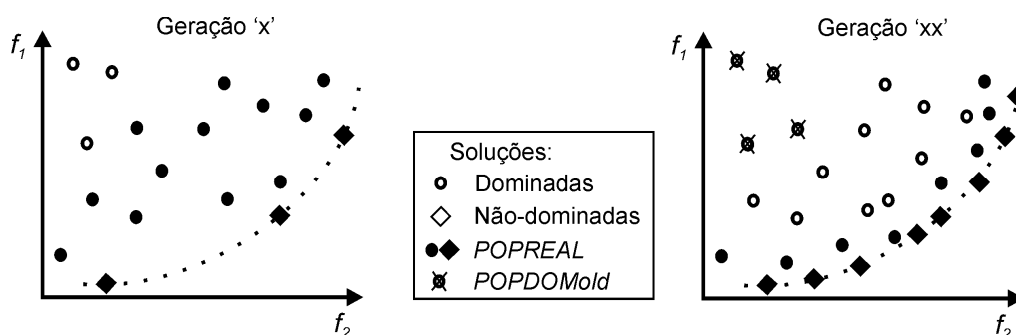 Geração ‘x’
f1
f2
Soluções:
Dominadas
Não-dominadas
POPREAL
POPDOMold
Geração ‘xx’
f1
f2